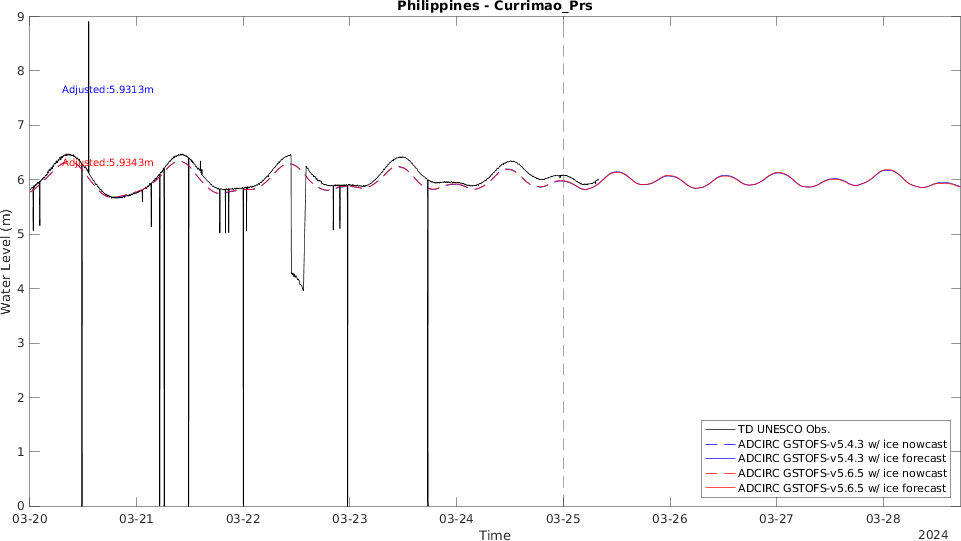 Philippines - Currimao_Prs
9
8
7
6
5
4
3
2
1
0
Water Level (m)
Adjusted:5.9313m
Adjusted:5.9343m
TD UNESCO Obs.
ADCIRC GSTOFS-v5.4.3 w/ ice nowcast
ADCIRC GSTOFS-v5.4.3 w/ ice forecast
ADCIRC GSTOFS-v5.6.5 w/ ice nowcast
ADCIRC GSTOFS-v5.6.5 w/ ice forecast
03-20 03-21 03-22 03-23 03-24 03-25 03-26 03-27 03-28
Time
2024